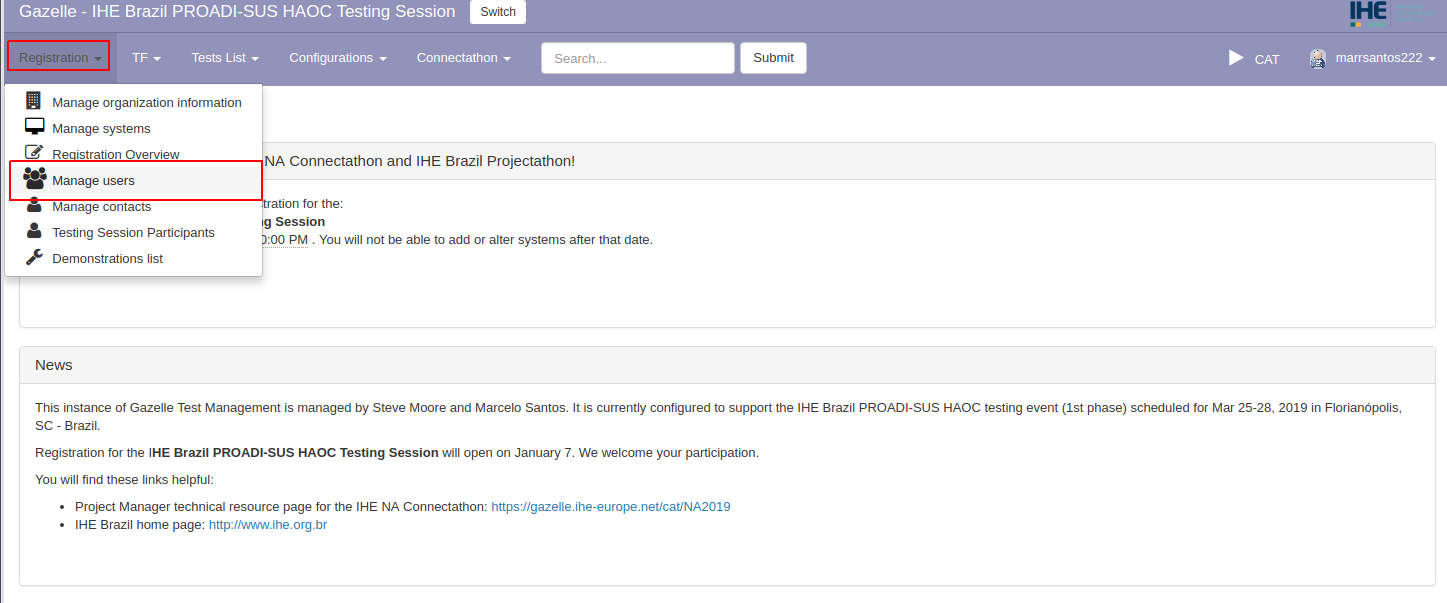 Gazelle - IHE Brazil PROADI-SUS HAOC Testing Session Switch
IHE
Registration TF Tests List Configurations Connectathon Search... Submit CAT marrsantos222
Manage organization information
Manage systems
Registration Overview
Manage users
Manage contacts
Testing Session Participants
Demonstrations list
NA Connectathon and IHE Brazil Projectathon!
stration for the:
ng Session
0:00 PM . You will not be able to add or alter systems after that date.
News
This instance of Gazelle Test Management is managed by Steve Moore and Marcelo Santos. It is currently configured to support the IHE Brazil PROADI-SUS HAOC testing event (1st phase) scheduled for Mar 25-28, 2019 in Florianópolis,
SC - Brazil.
Registration for the IHE Brazil PROADI-SUS HAOC Testing Session will open on January 7. We welcome your participation.
You will find these links helpful:
• Project Manager technical resource page for the IHE NA Connectathon: https://gazelle.ihe-europe.net/cat/NA2019
• IHE Brazil home page: http://www.ihe.org.br